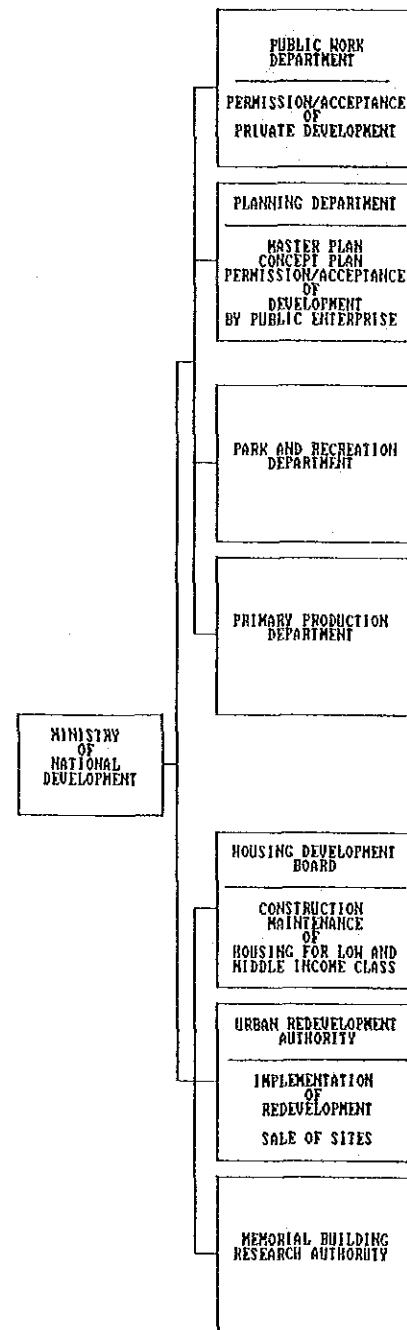 PUBLIC WORK
DEPARTMENT
PERMISSION/ACCEPTANCE
OF
PRIVATE DEVELOPMENT
PLANNING DEPARTMENT
MASTER PLAN
CONCEPT PLAN
PERMISSION/ACCEPTANCE
OF
DEVELOPMENT
BY PUBLIC ENTERPRISE
PARK AND RECREATION
DEPARTMENT
PRIMARY PRODUCTION
DEPARTMENT
MINISTRY
OF
NATIONAL
DEVELOPMENT
HOUSING DEVELOPMENT
BOARD
CONSTRUCTION
MAINTENANCE
OF
HOUSING FOR LOW AND
MIDDLE INCOME CLASS
URBAN REDEVELOPMENT
AUTHORITY
IMPLEMENTATION
OF
REDEVELOPMENT
SALE OF SITES
MEMORIAL BUILDING
RESEARCH AUTHORUTY